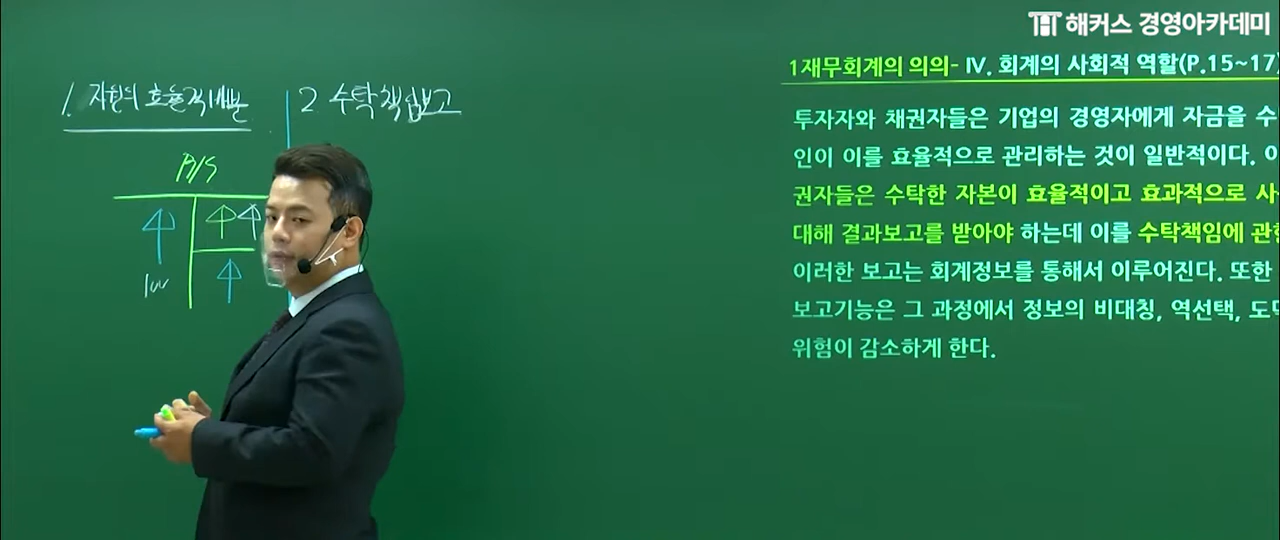 해커스 경영아카데미
1. 자원의 효율적배분
2 수탁책임보고
B/S
100
1재무회계의 의의- Ⅳ. 회계의 사회적 역할(P.15~17)
투자자와 채권자들은 기업의 경영자에게 자금을 수
인이 이를 효율적으로 관리하는 것이 일반적이다.
권자들은 수탁한 자본이 효율적이고 효과적으로 사
대해 결과보고를 받아야 하는데 이를 수탁책임에 관한
이러한 보고는 회계정보를 통해서 이루어진다. 또한
보고기능은 그 과정에서 정보의 비대칭, 역선택, 도덕
위험이 감소하게 한다.